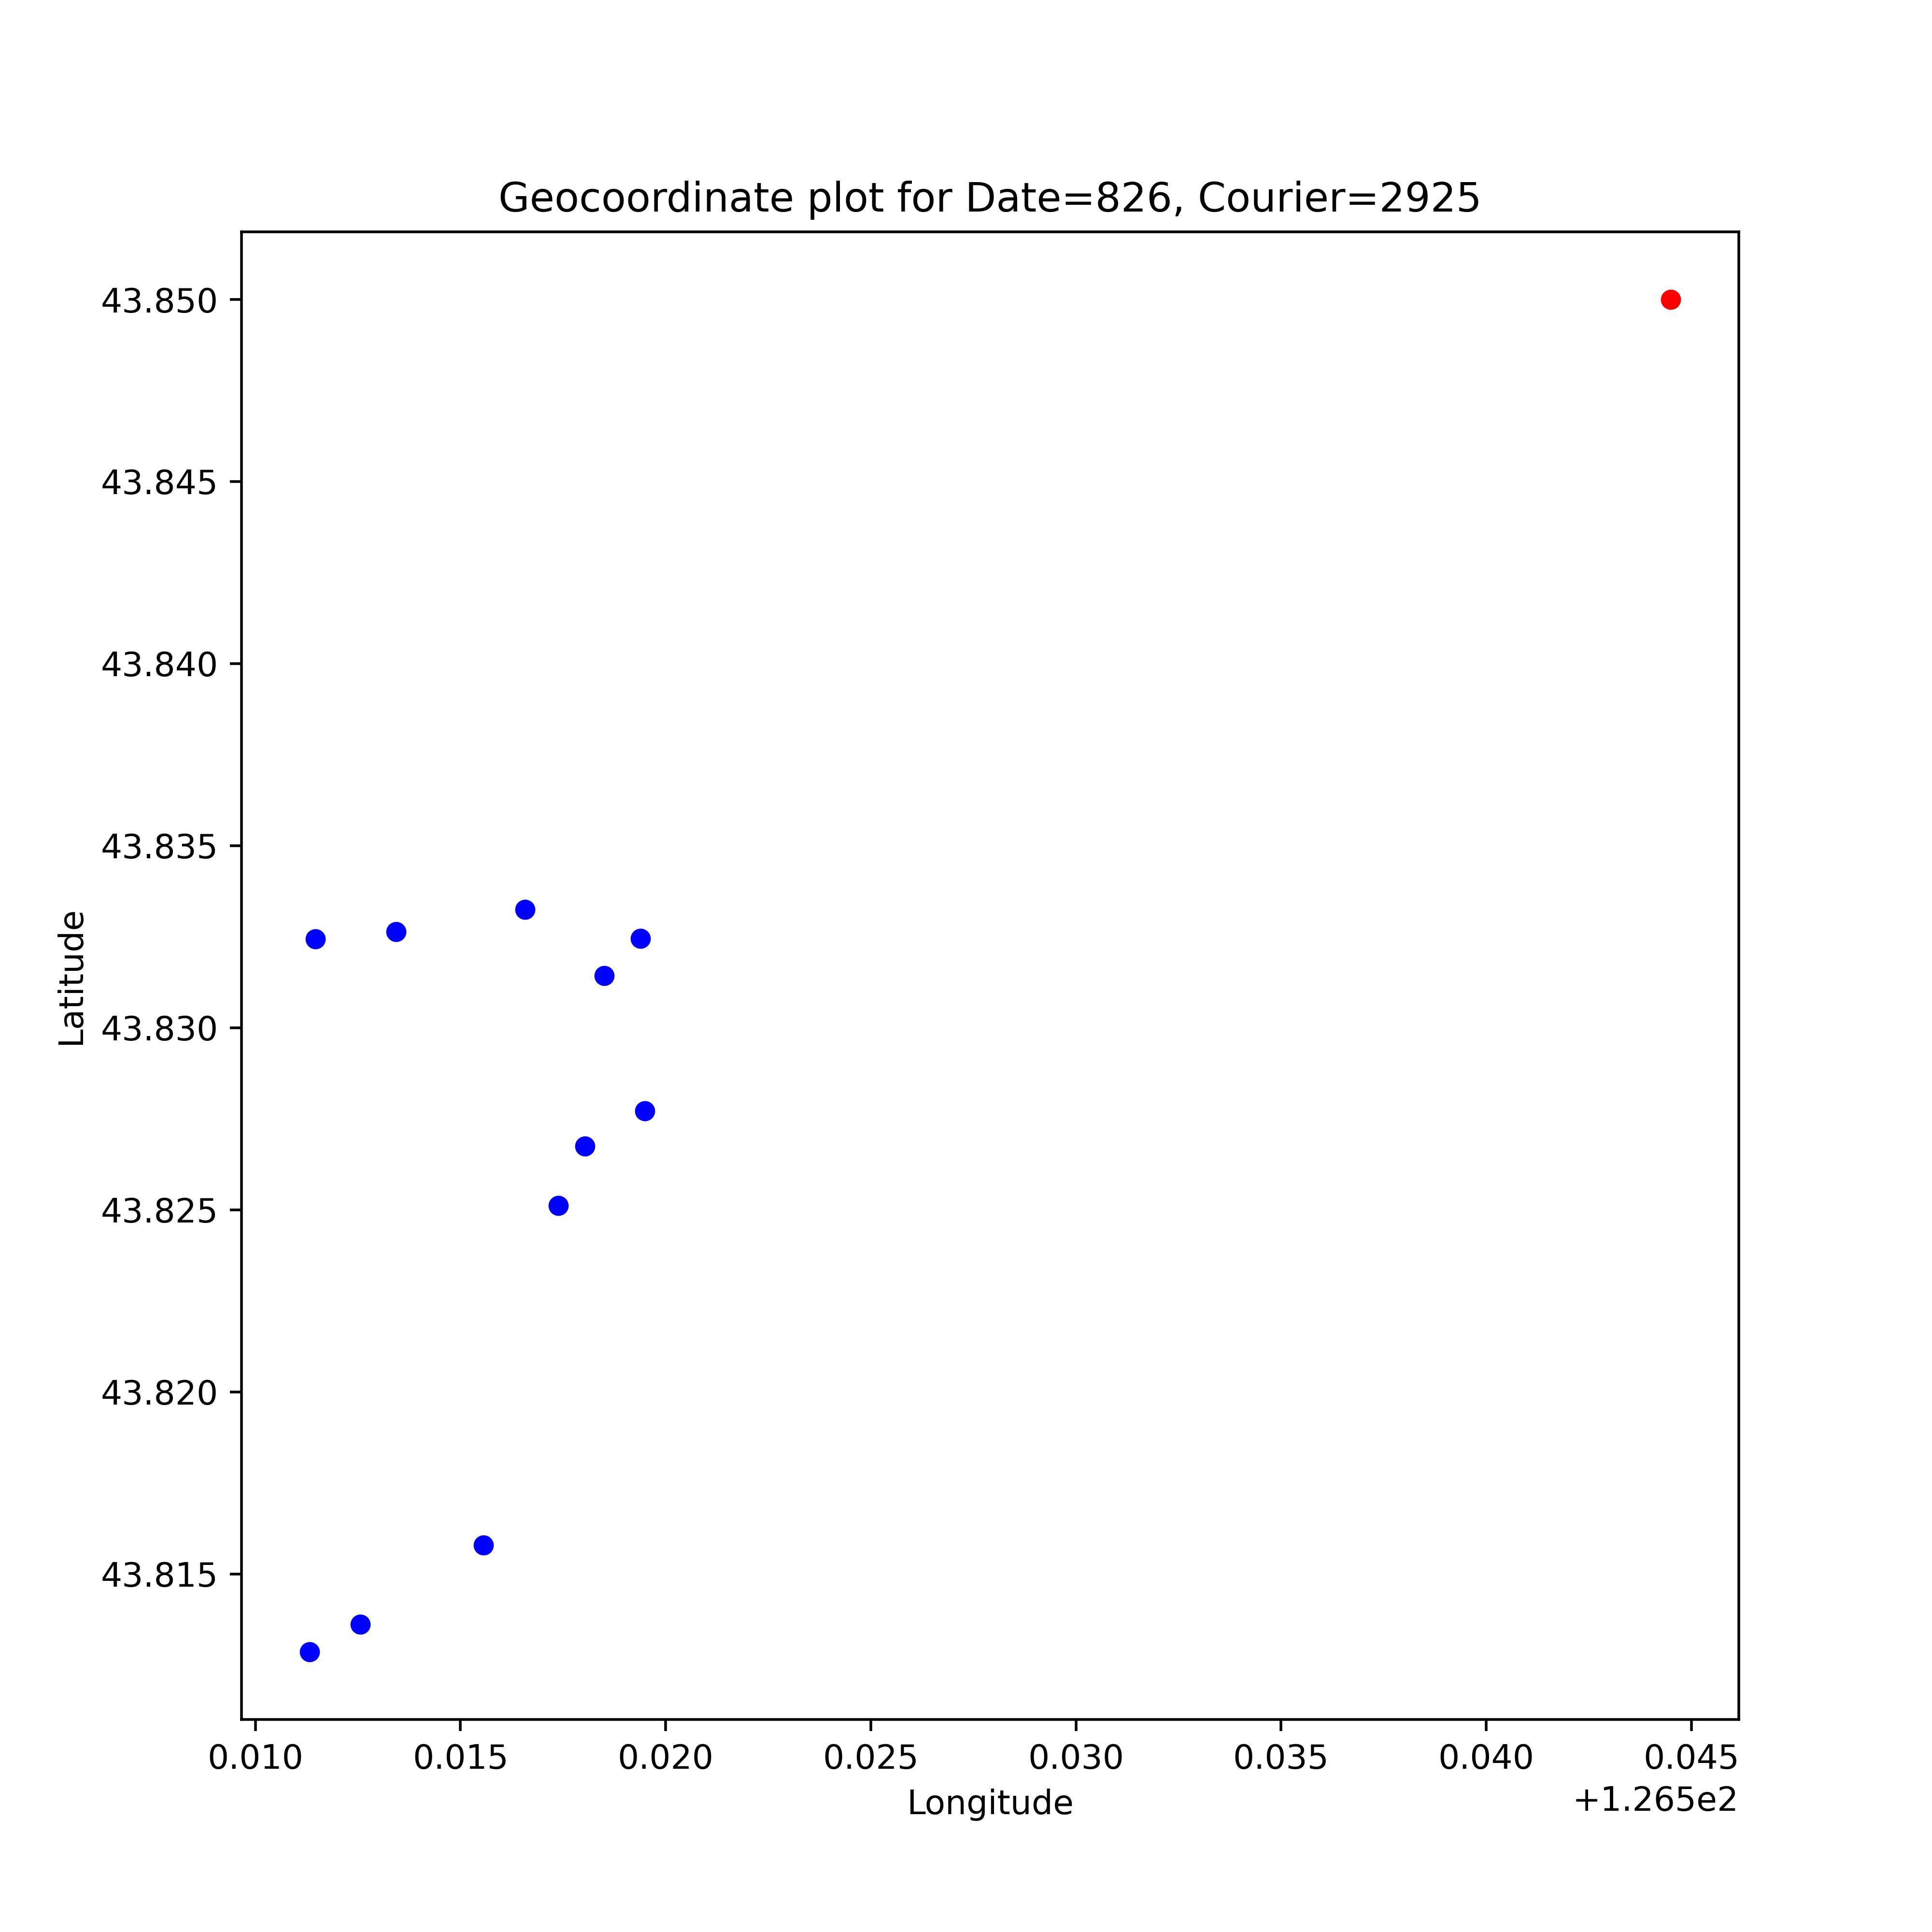 Geocoordinate plot for Date=826, Courier=2925
43.850
43.845
43.840
43.835
43.830
43.825
43.820
43.815
Latitude
0.010 0.015 0.020 0.025 0.030 0.035 0.040 0.045
Longitude
+1.265e2